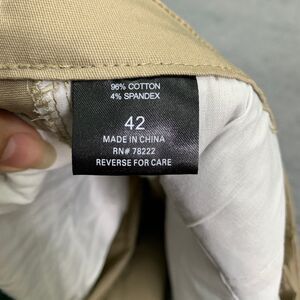 96% COTTON
4% SPANDEX
42
MADE IN CHINA
RN# 78222
REVERSE FOR CARE